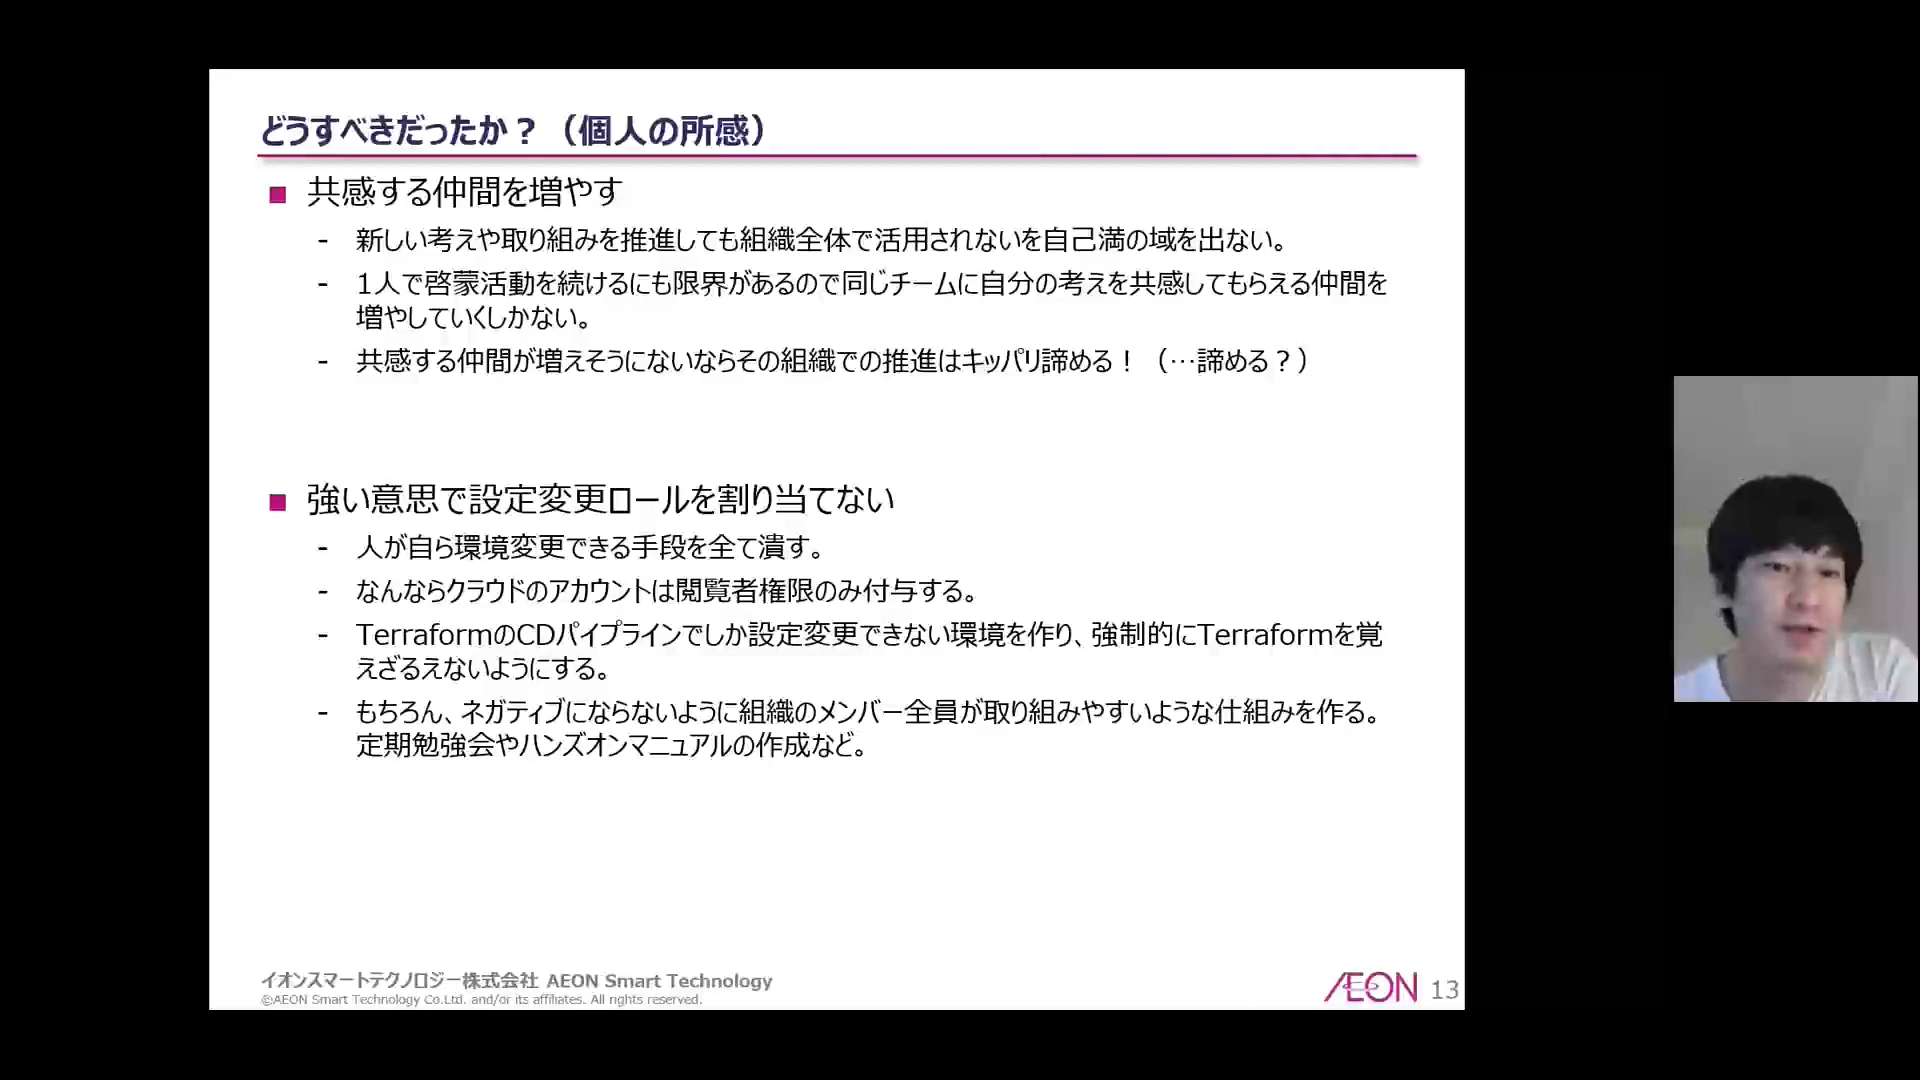 どうすべきだったか？（個人の所感）
■ 共感する仲間を増やす
- 新しい考えや取り組みを推進しても組織全体で活用されないを自己満の域を出ない。
- 1人で啓蒙活動を続けるにも限界があるので同じチームに自分の考えを共感してもらえる仲間を
増やしていくしかない。
- 共感する仲間が増えそうにないならその組織での推進はキッパリ諦める！（…諦める？）
■ 強い意思で設定変更ロールを割り当てない
- 人が自ら環境変更できる手段を全て潰す。
- なんならクラウドのアカウントは閲覧者権限のみ付与する。
- TerraformのCDパイプラインでしか設定変更できない環境を作り、強制的にTerraformを覚
えざるえないようにする。
- もちろん、ネガティブにならないように組織のメンバー全員が取り組みやすいような仕組みを作る。
定期勉強会やハンズオンマニュアルの作成など。
イオンスマートテクノロジー株式会社 AEON Smart Technology
©AEON Smart Technology Co.Ltd. and/or its affiliates. All rights reserved.
ÆON 13